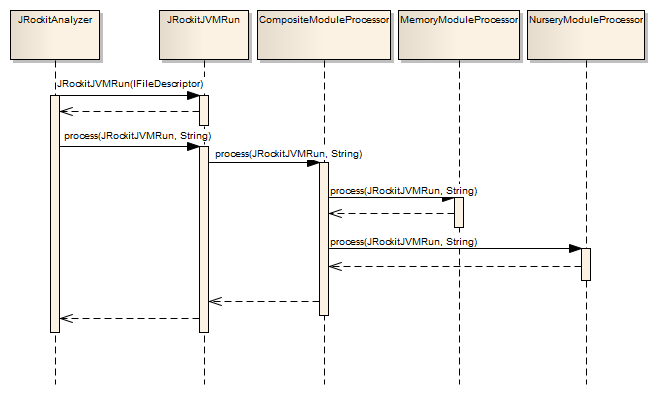 JRockitAnalyzer
JRockitJVMRun
CompositeModuleProcessor
MemoryModuleProcessor
NurseryModuleProcessor
JRockitJVMRun(IFileDescriptor)
process(JRockitJVMRun, String)
process(JRockitJVMRun, String)
process(JRockitJVMRun, String)
process(JRockitJVMRun, String)